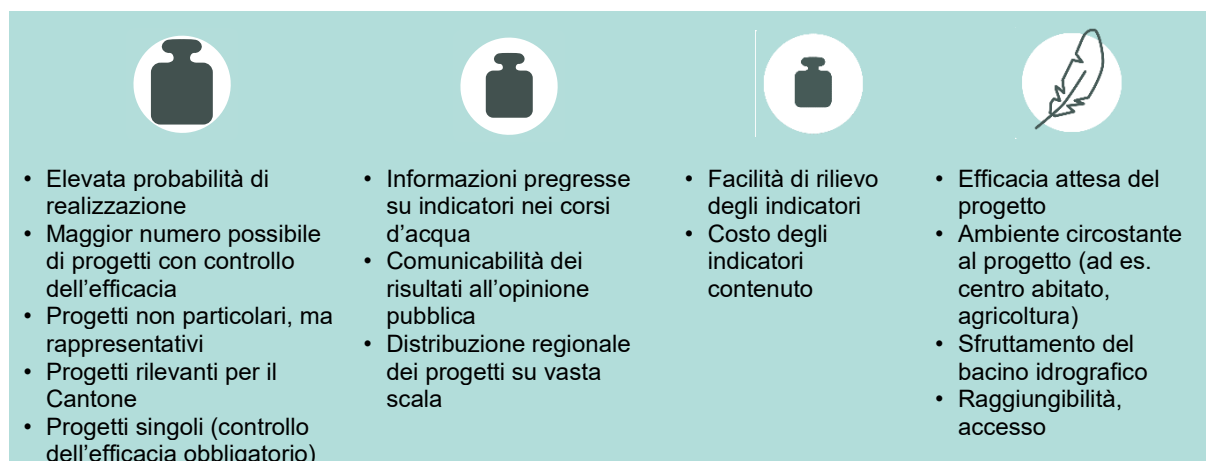 • Elevata probabilità di
realizzazione
• Maggior numero possibile
di progetti con controllo
dell'efficacia
• Progetti non particolari, ma
rappresentativi
• Progetti rilevanti per il
Cantone
• Progetti singoli (controllo
dell'efficacia obbligatorio)
• Informazioni pregresse
su indicatori nei corsi
d'acqua
• Comunicabilità dei
risultati all'opinione
pubblica
• Distribuzione regionale
dei progetti su vasta
scala
• Facilità di rilievo
degli indicatori
• Costo degli
indicatori
contenuto
• Efficacia attesa del
progetto
• Ambiente circostante
al progetto (ad es.
centro abitato,
agricoltura)
• Sfruttamento del
bacino idrografico
• Raggiungibilità,
accesso